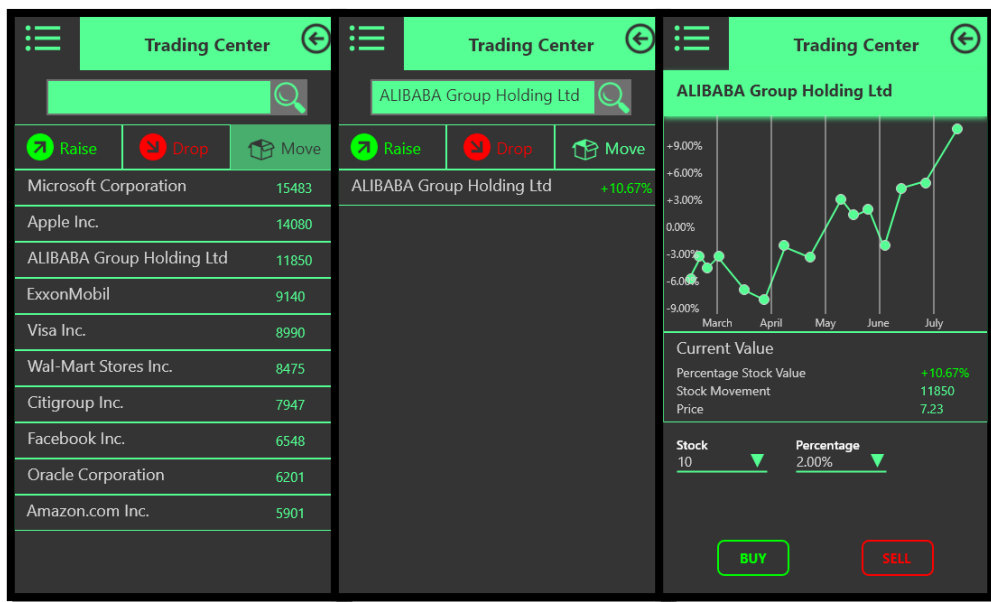 Trading Center
Raise Drop Move
Microsoft Corporation 15483
Apple Inc. 14080
ALIBABA Group Holding Ltd 11850
ExxonMobil 9140
Visa Inc. 8990
Wal-Mart Stores Inc. 8475
Citigroup Inc. 7947
Facebook Inc. 6548
Oracle Corporation 6201
Amazon.com Inc. 5901
Trading Center
ALIBABA Group Holding Ltd
Raise Drop Move
ALIBABA Group Holding Ltd +10.67%
Trading Center
ALIBABA Group Holding Ltd
+9.00%
+6.00%
+3.00%
0.00%
-3.00%
-6.00%
-9.00%
March April May June July
Current Value
Percentage Stock Value +10.67%
Stock Movement 11850
Price 7.23
Stock Percentage
10 2.00%
BUY SELL